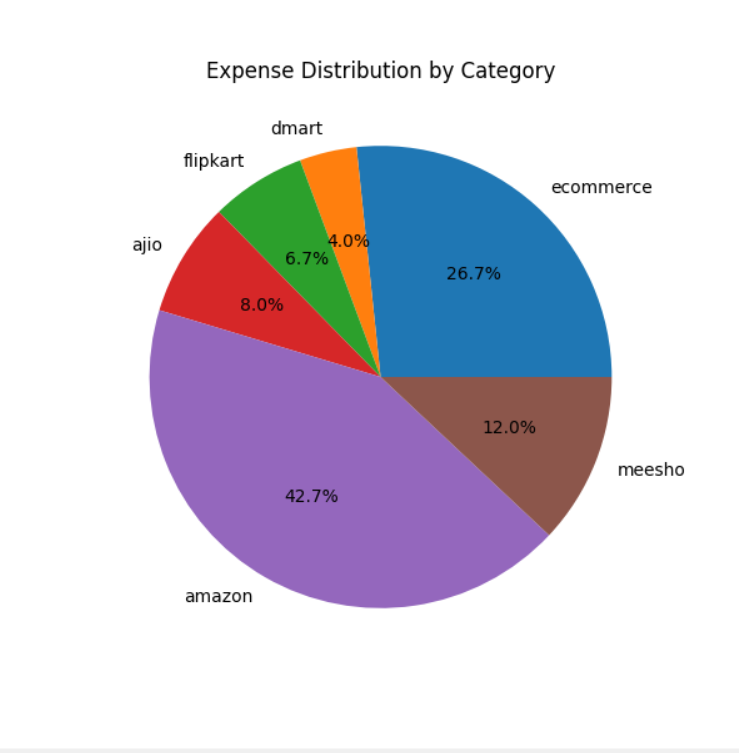 Expense Distribution by Category
dmart
flipkart
ecommerce
ajio
4.0%
6.7%
26.7%
8.0%
12.0%
meesho
42.7%
amazon